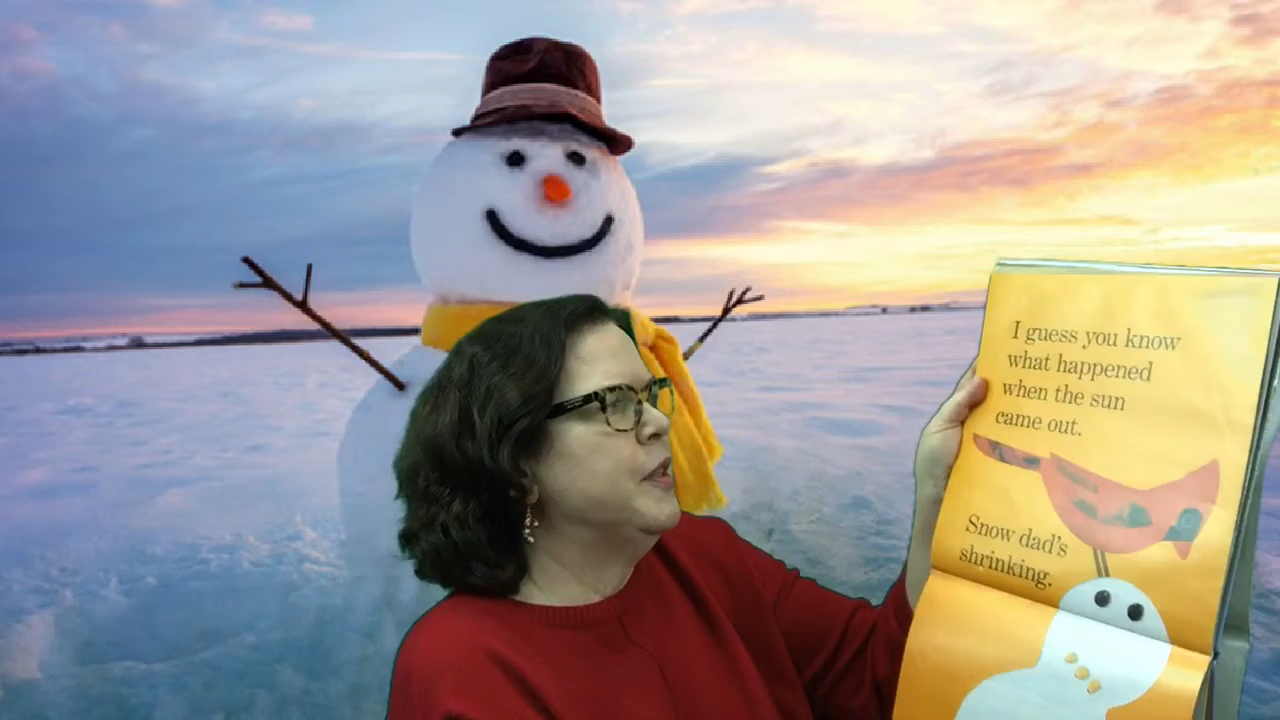 I guess you know
what happened
when the sun
came out.
Snow dad's
shrinking.